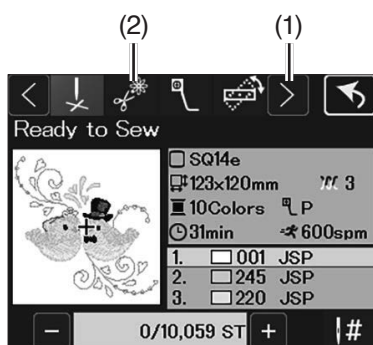 (2) (1)
Ready to Sew
SQ14e
123x120mm 3
10Colors P
31min 600spm
1. 001 JSP
2. 245 JSP
3. 220 JSP
− 0/10,059 ST + #